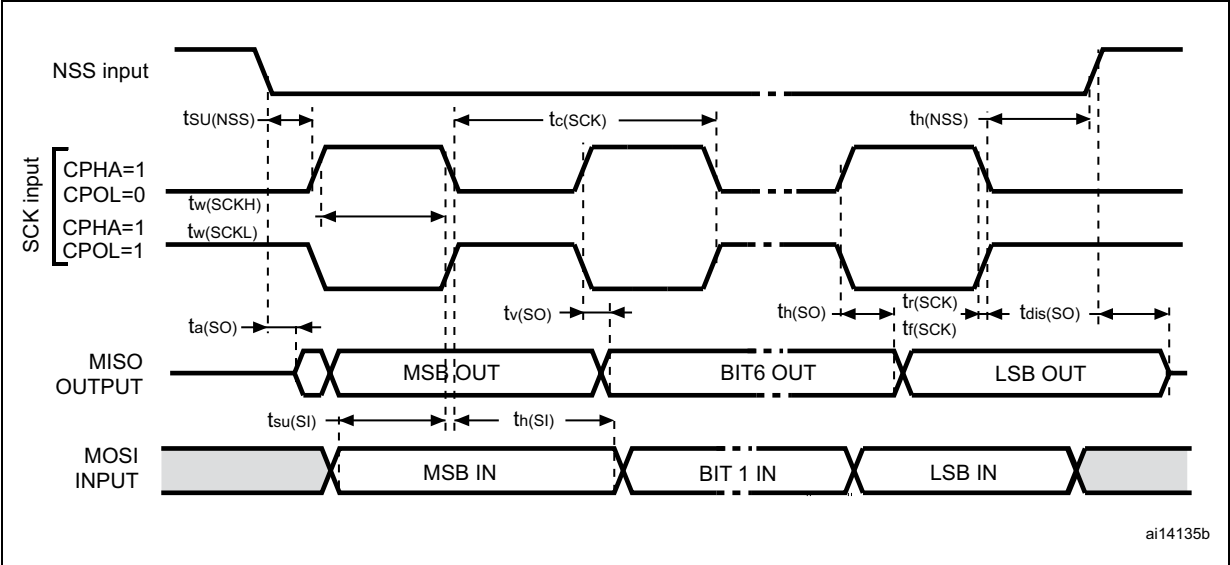 NSS input
tSU(NSS)
tc(SCK)
th(NSS)
SCK input
CPHA=1
CPOL=0
tw(SCKH)
CPHA=1
tw(SCKL)
CPOL=1
ta(SO)
tv(SO)
th(SO)
tr(SCK)
tf(SCK)
tdis(SO)
MISO
OUTPUT
MSB OUT
BIT6 OUT
LSB OUT
tsu(SI)
th(SI)
MOSI
INPUT
MSB IN
BIT 1 IN
LSB IN
ai14135b